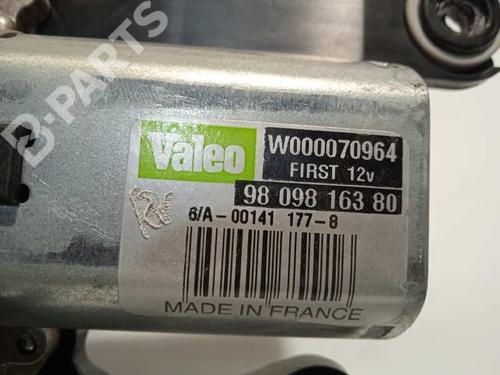 B-PARTS
Valeo
W000070964
FIRST 12v
98 098 163 80
6/A-00141 177-8
MADE IN FRANCE